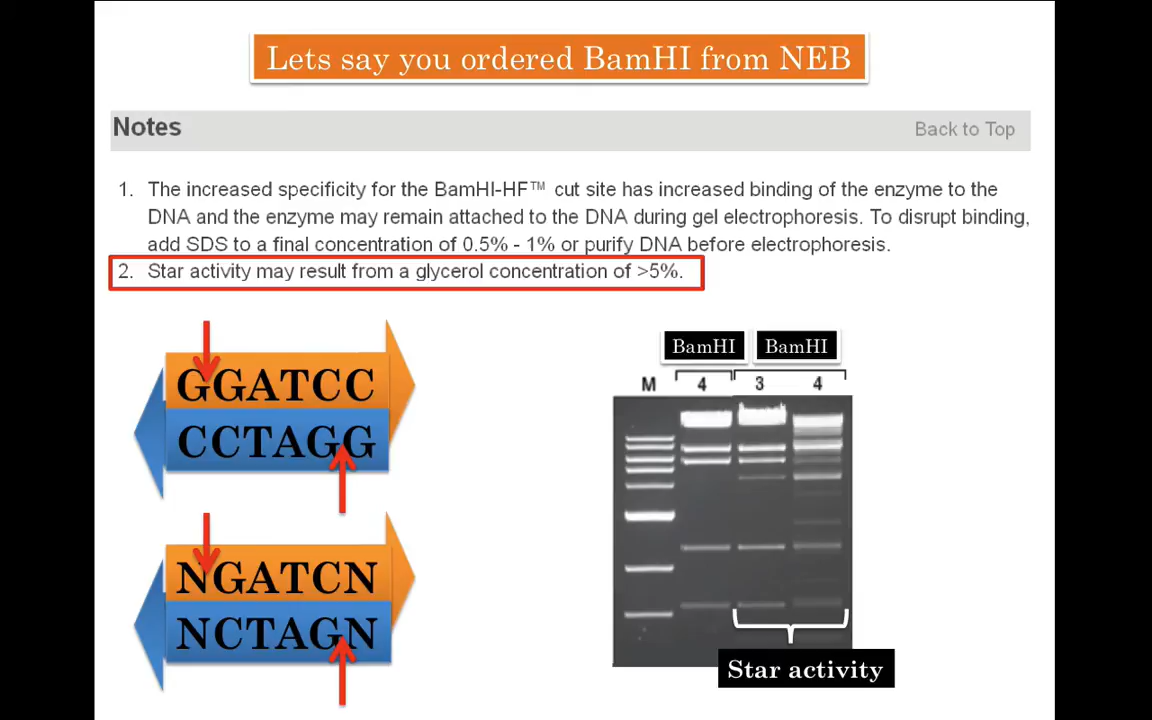 Lets say you ordered BamHI from NEB
Notes
Back to Top
1. The increased specificity for the BamHI-HF™ cut site has increased binding of the enzyme to the
DNA and the enzyme may remain attached to the DNA during gel electrophoresis. To disrupt binding,
add SDS to a final concentration of 0.5% - 1% or purify DNA before electrophoresis.
2. Star activity may result from a glycerol concentration of >5%.
GGATCC
CCTAGG
NGATCN
NCTAGN
BamHI BamHI
M 4 3 4
Star activity